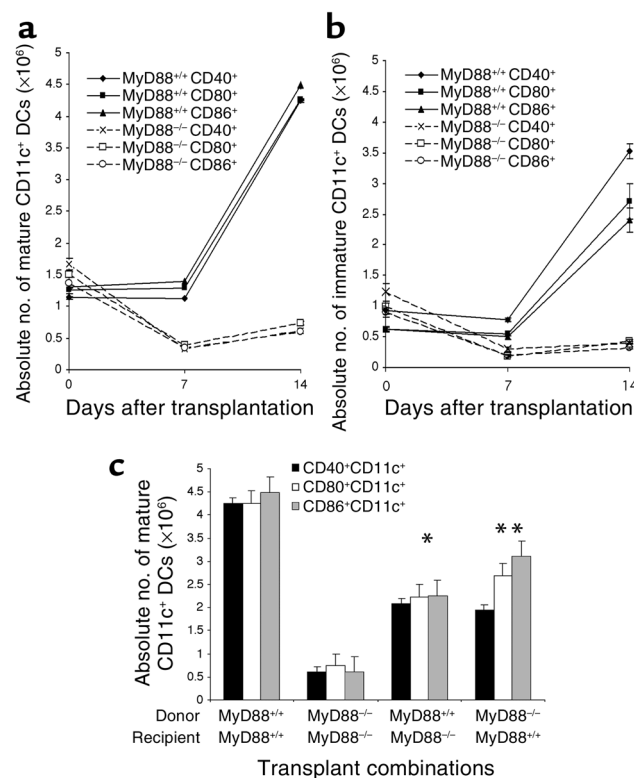 a
Absolute no. of mature CD11c⁺ DCs (×10⁶)
5
4.5
4
3.5
3
2.5
2
1.5
1
0.5
0
MyD88⁺/⁺ CD40⁺
MyD88⁺/⁺ CD80⁺
MyD88⁺/⁺ CD86⁺
MyD88⁻/⁻ CD40⁺
MyD88⁻/⁻ CD80⁺
MyD88⁻/⁻ CD86⁺
0 7 14
Days after transplantation
b
Absolute no. of immature CD11c⁺ DCs (×10⁶)
5
4.5
4
3.5
3
2.5
2
1.5
1
0.5
0
MyD88⁺/⁺ CD40⁺
MyD88⁺/⁺ CD80⁺
MyD88⁺/⁺ CD86⁺
MyD88⁻/⁻ CD40⁺
MyD88⁻/⁻ CD80⁺
MyD88⁻/⁻ CD86⁺
0 7 14
Days after transplantation
c
Absolute no. of mature
CD11c⁺ DCs (×10⁶)
5
4.5
4
3.5
3
2.5
2
1.5
1
0.5
0
CD40⁺CD11c⁺
CD80⁺CD11c⁺
CD86⁺CD11c⁺
* * *
Donor MyD88⁺/⁺ MyD88⁻/⁻ MyD88⁺/⁺ MyD88⁻/⁻
Recipient MyD88⁺/⁺ MyD88⁻/⁻ MyD88⁻/⁻ MyD88⁺/⁺
Transplant combinations